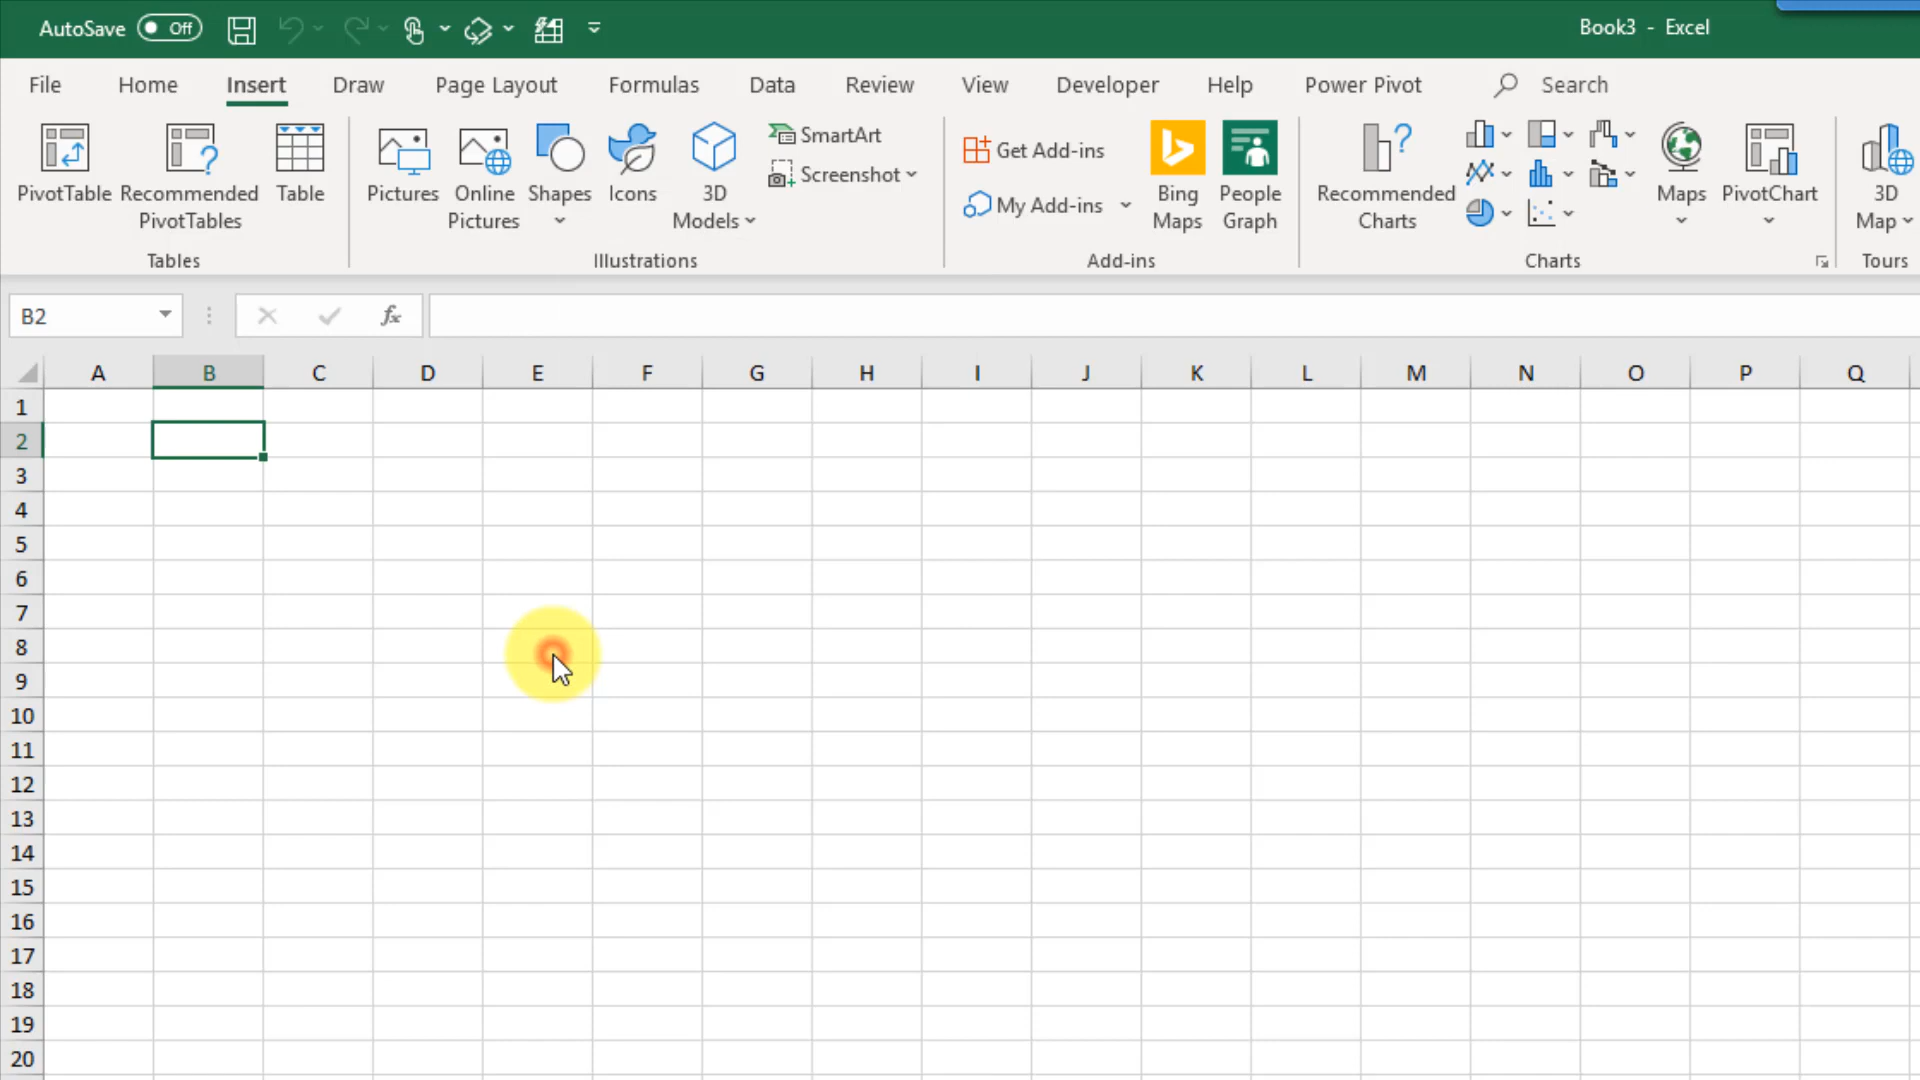 AutoSave Off
Book3 - Excel
File Home Insert Draw Page Layout Formulas Data Review View Developer Help Power Pivot Search
PivotTable
Recommended
PivotTables
Table
Tables
Pictures
Online
Pictures
Shapes
Icons
3D
Models
SmartArt
Screenshot
Illustrations
Get Add-ins
My Add-ins
Bing
Maps
People
Graph
Add-ins
Recommended
Charts
Maps
PivotChart
Charts
3D
Map
Tours
B2
fx
A B C D E F G H I J K L M N O P Q
1
2
3
4
5
6
7
8
9
10
11
12
13
14
15
16
17
18
19
20